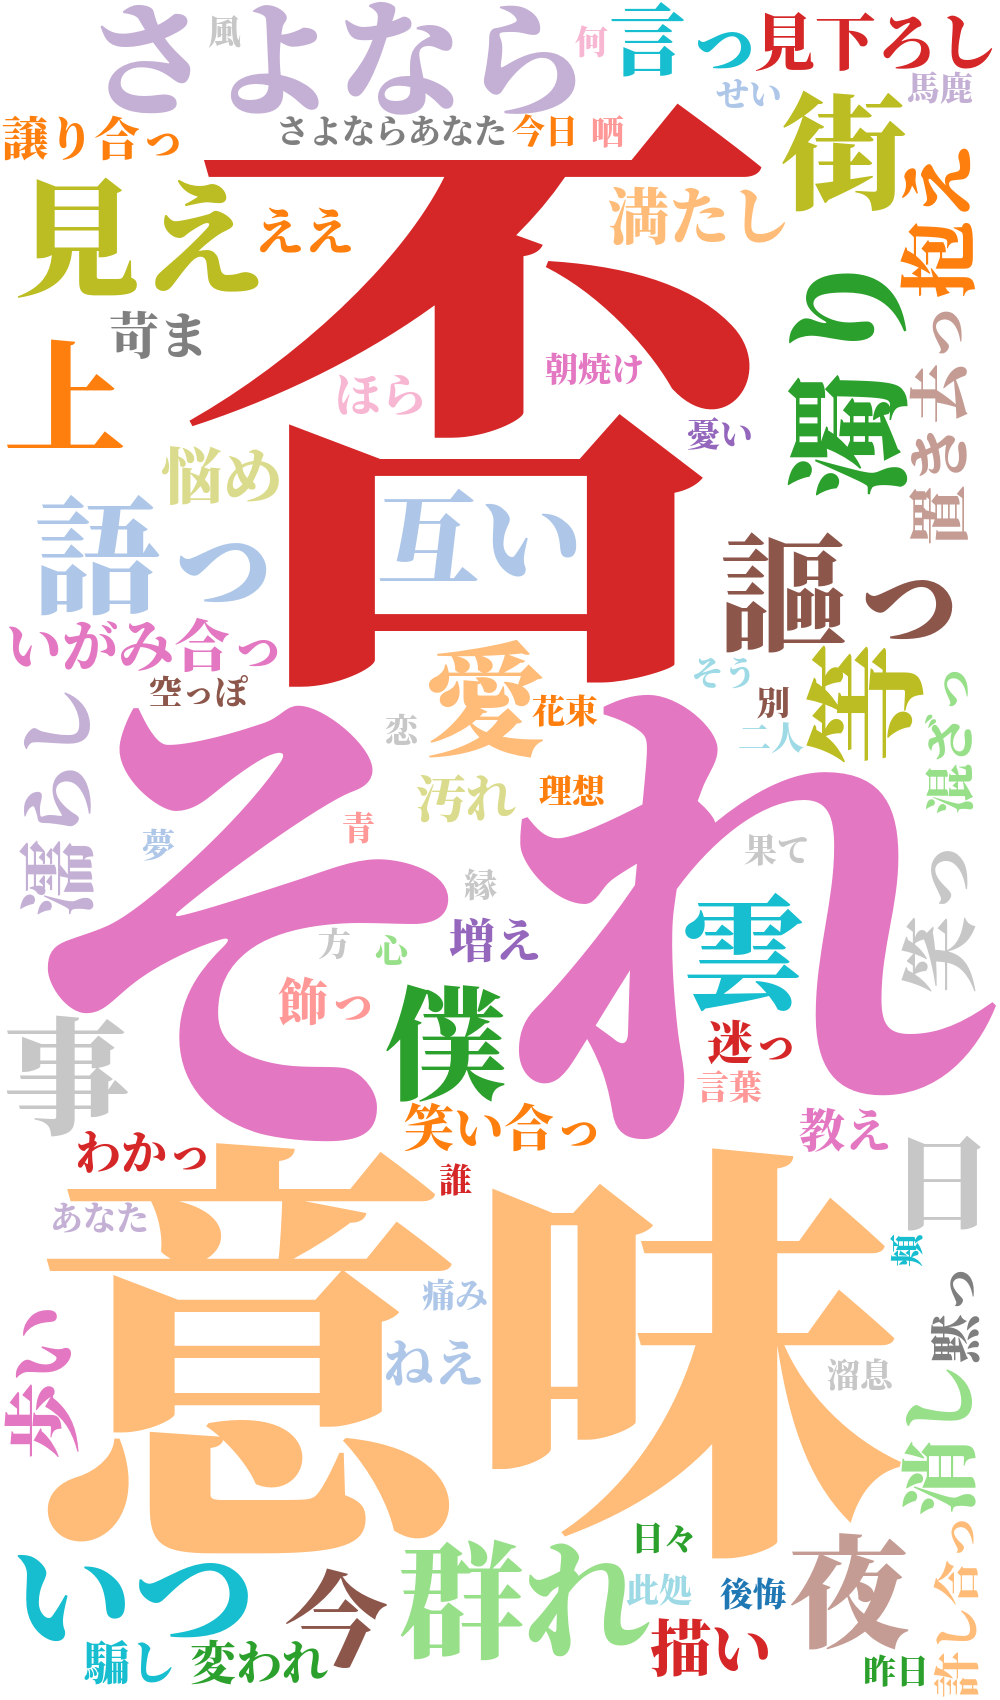 さよなら
風
何
言っ
見下ろし
せい
馬鹿
譲り合っ
さよならあなた
今日
哂
街
見え
ええ
否
満たし
抱え
苛ま
上
ほら
朝焼け
憂い
濁り
置き去っ
悩め
語っ
互い
謳っ
いがみ合っ
空っぽ
愛
恋
花束
そう
別
二人
等
混ざっ
濡らし
それ
汚れ
理想
青
夢
縁
果て
笑っ
方
心
増え
雲
飾っ
僕
迷っ
言葉
事
わかっ
笑い合っ
誰
教え
日
あなた
意味
頬
痛み
ねえ
溜息
黙っ
歩い
消し
いつ
今
群れ
日々
此処
後悔
夜
許し合っ
騙し
変われ
描い
昨日